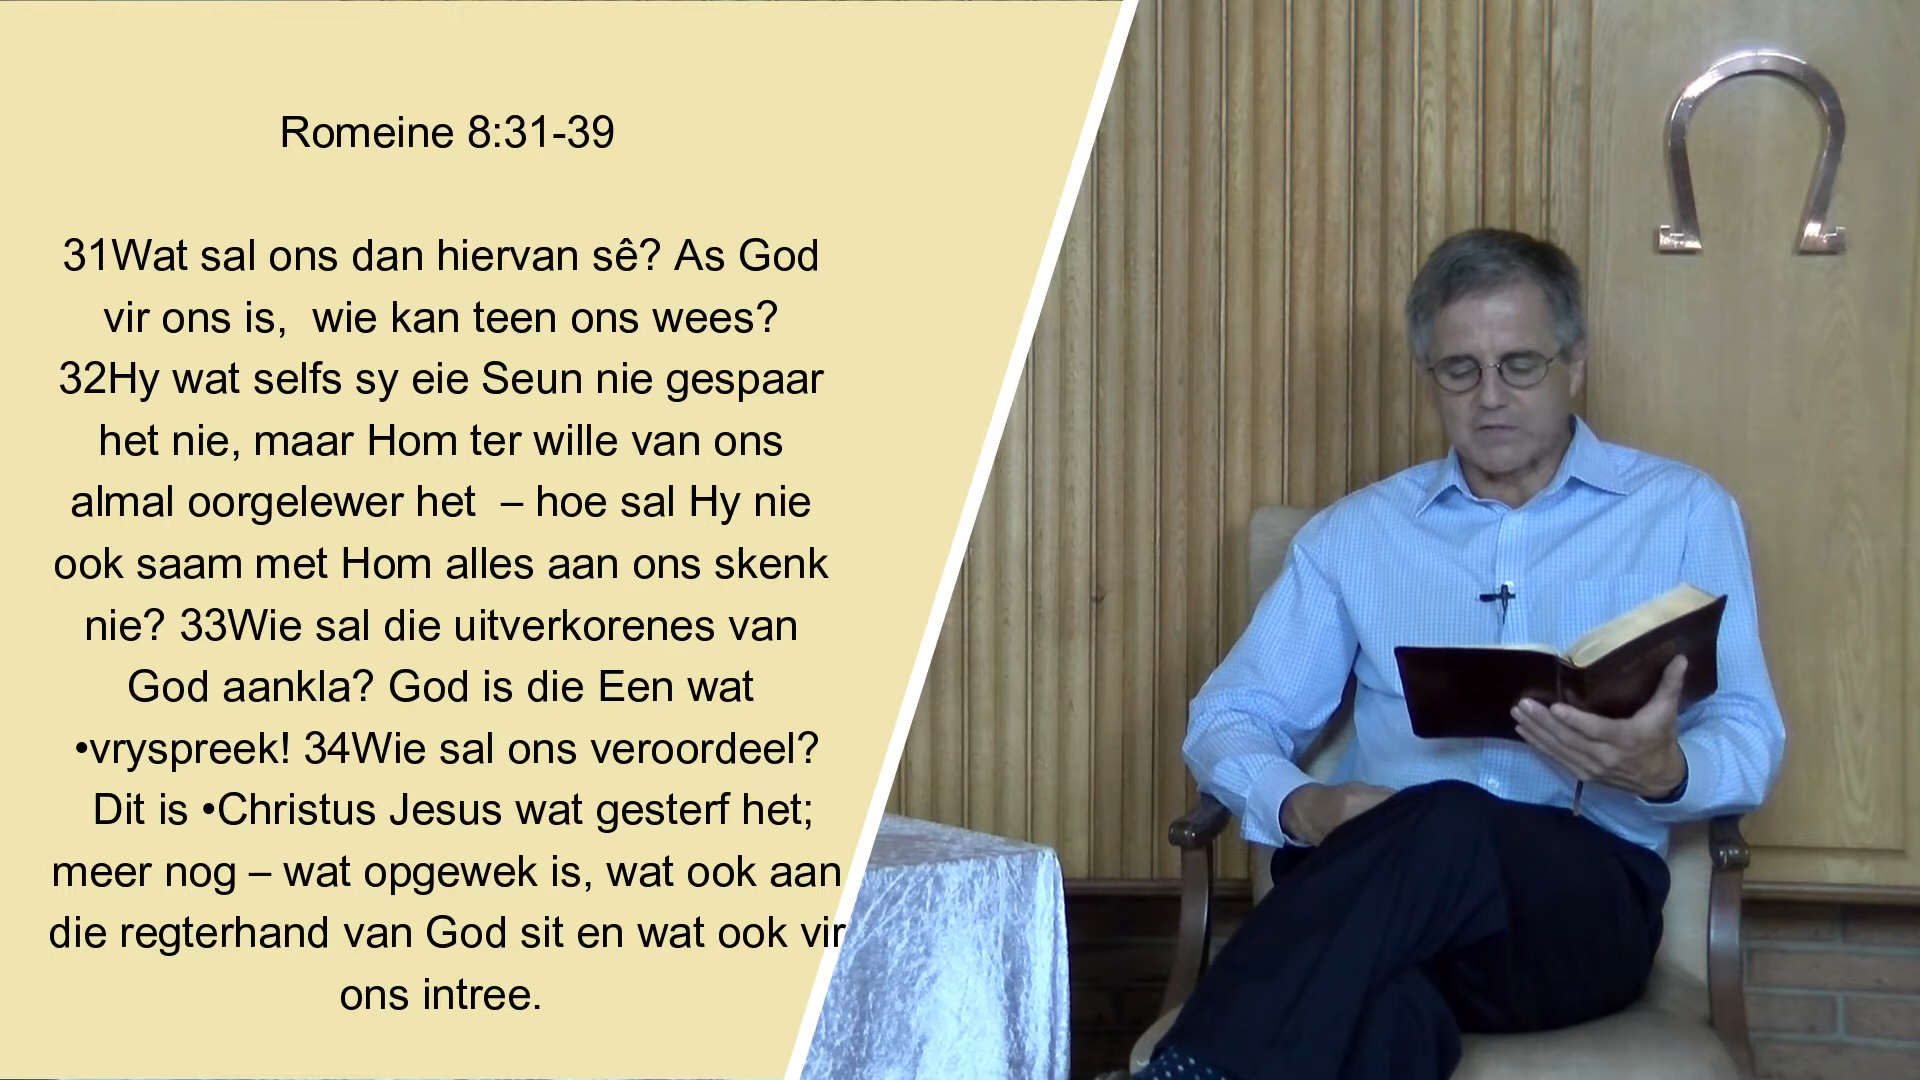 Romeine 8:31-39
31Wat sal ons dan hiervan sê? As God
vir ons is,  wie kan teen ons wees?
32Hy wat selfs sy eie Seun nie gespaar
het nie, maar Hom ter wille van ons
almal oorgelewer het  – hoe sal Hy nie
ook saam met Hom alles aan ons skenk
nie? 33Wie sal die uitverkorenes van
God aankla? God is die Een wat
•vryspreek! 34Wie sal ons veroordeel?
Dit is •Christus Jesus wat gesterf het;
meer nog – wat opgewek is, wat ook aan
die regterhand van God sit en wat ook vir
ons intree.